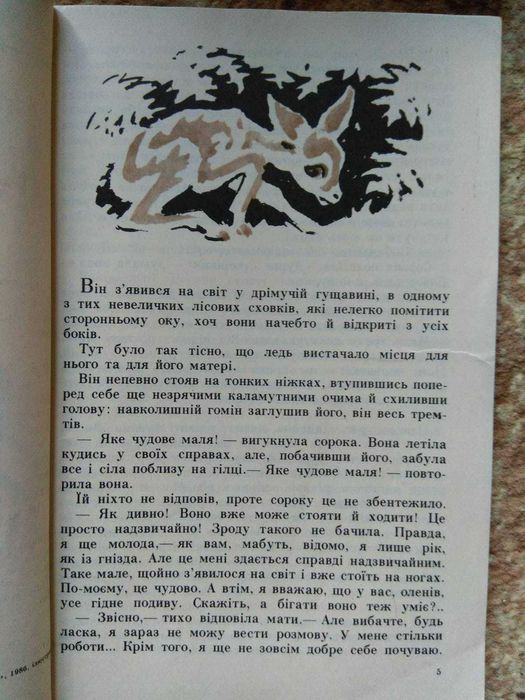 Він з'явився на світ у дрімучій гущавині, в одному
з тих невеличких лісових сховків, які нелегко помітити
сторонньому оку, хоч вони начебто й відкриті з усіх
боків.
Тут було так тісно, що ледь вистачало місця для
нього та для його матері.
Він непевно стояв на тонких ніжках, втупившись попе-
ред себе ще незрячими каламутними очима й схиливши
голову: навколишній гомін заглушив його, він весь трем-
тів.
— Яке чудове маля! — вигукнула сорока. Вона летіла
кудись у своїх справах, але, побачивши його, забула
все і сіла поблизу на гілці.— Яке чудове маля! — повто-
рила вона.
Їй ніхто не відповів, проте сороку це не збентежило.
— Як дивно! Воно вже може стояти й ходити! Це
просто надзвичайно! Зроду такого не бачила. Правда,
я ще молода,— як вам, мабуть, відомо, я лише рік,
як із гнізда. Але це мені здається справді надзвичайним.
Таке мале, щойно з'явилося на світ і вже стоїть на ногах.
По-моєму, це чудово. А втім, я вважаю, що у вас, оленів,
усе гідне подиву. Скажіть, а бігати воно теж уміє?..
— Звісно,— тихо відповіла мати.— Але вибачте, будь
ласка, я зараз не можу вести розмову. У мене стільки
роботи... Крім того, я ще не зовсім добре себе почуваю.
5
, 1986.